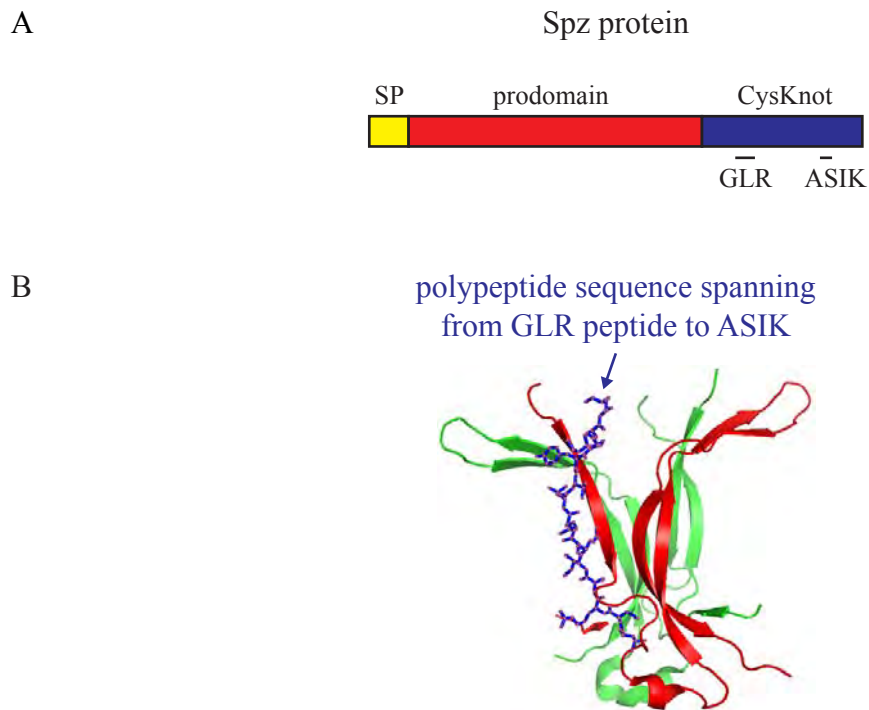 A
Spz protein
SP prodomain CysKnot
GLR ASIK
B
polypeptide sequence spanning
from GLR peptide to ASIK